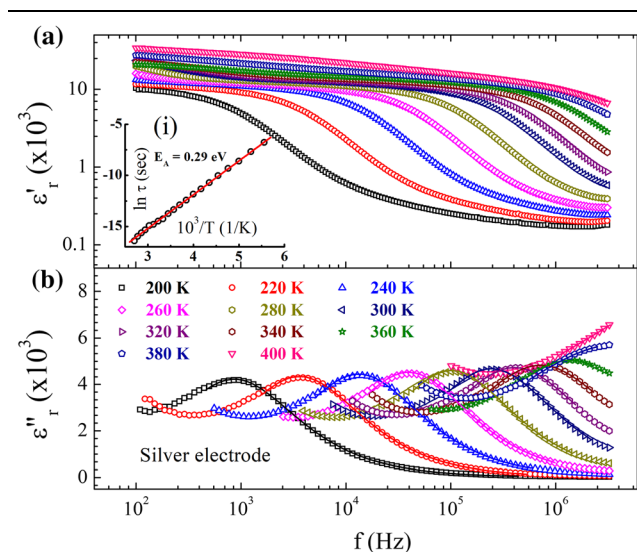 (a)
ε'r (x10³)
10
1
0.1
(i)
-5
-10
-15
ln τ (sec)
E_A = 0.29 eV
10³/T (1/K)
3 4 5 6
(b)
ε''r (x10³)
8
6
4
2
0
200 K 220 K 240 K
260 K 280 K 300 K
320 K 340 K 360 K
380 K 400 K
Silver electrode
10² 10³ 10⁴ 10⁵ 10⁶
f (Hz)